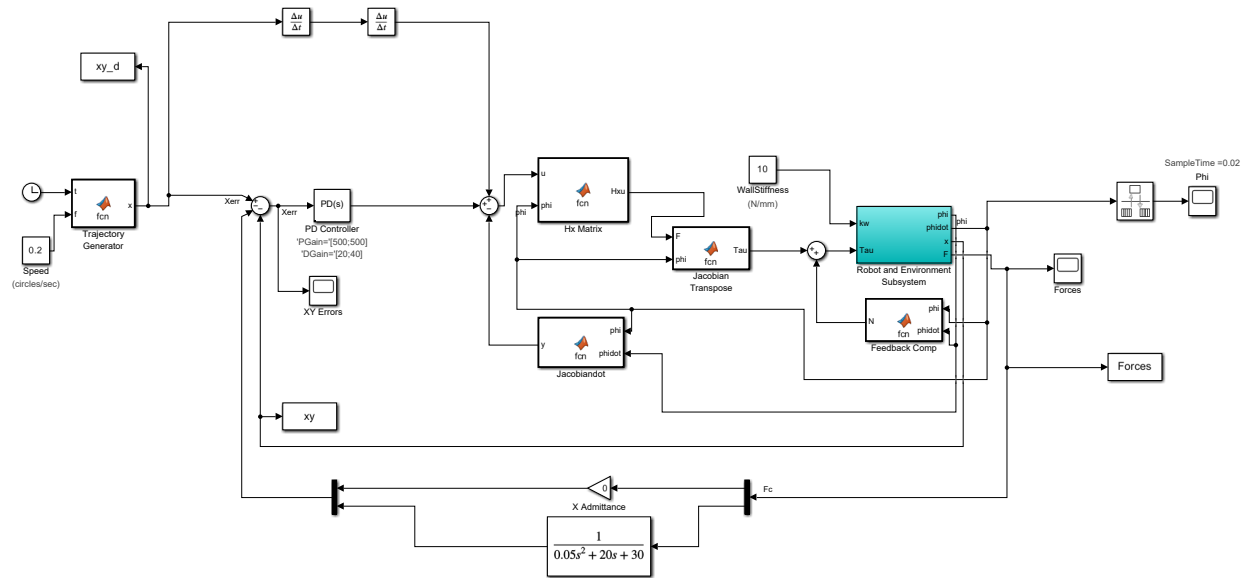 Δu
Δt
Δu
Δt
xy_d
t
f
fcn
x
Trajectory
Generator
0.2
Speed
(circles/sec)
Xerr
+
−
−
Xerr
PD(s)
PD Controller
'PGain='[500;500]
'DGain='[20;40]
XY Errors
+
+
−
u
phi
phi
fcn
Hxu
Hx Matrix
F
phi
fcn
Tau
Jacobian
Transpose
10
WallStiffness
(N/mm)
+
+
kw
Tau
phi
phidot
x
F
Robot and Environment
Subsystem
phi
SampleTime =0.02
Phi
Forces
N
fcn
phi
phidot
Feedback Comp
y
fcn
phi
phidot
Jacobiandot
Forces
xy
0
X Admittance
Fc
1
0.05s² + 20s + 30